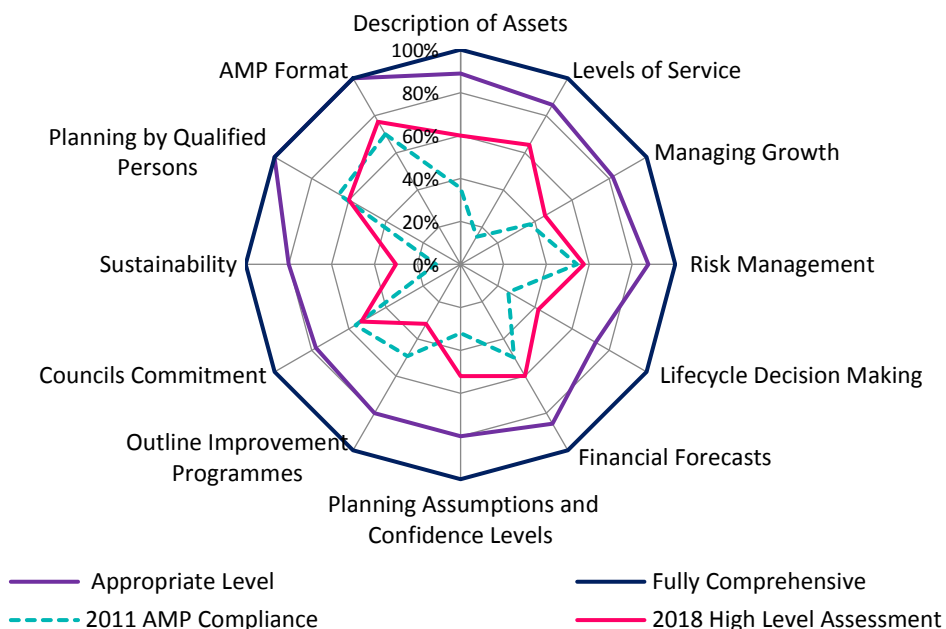 Description of Assets
100%
AMP Format
Levels of Service
80%
Planning by Qualified
Persons
60%
Managing Growth
40%
20%
Sustainability
0%
Risk Management
Councils Commitment
Lifecycle Decision Making
Outline Improvement
Programmes
Financial Forecasts
Planning Assumptions and
Confidence Levels
Appropriate Level
Fully Comprehensive
2011 AMP Compliance
2018 High Level Assessment